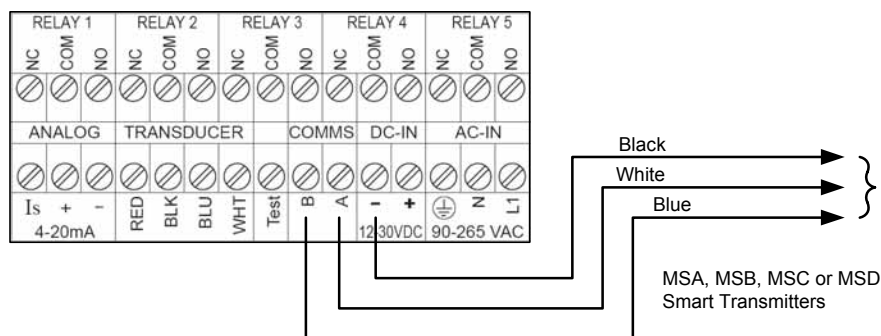 RELAY 1 RELAY 2 RELAY 3 RELAY 4 RELAY 5
NC COM NO NC COM NO NC COM NO NC COM NO NC COM NO
ANALOG TRANSDUCER COMMS DC-IN AC-IN
Is + - RED BLK BLU WHT Test B A - + N L1
4-20mA 12-30VDC 90-265 VAC
Black
White
Blue
MSA, MSB, MSC or MSD
Smart Transmitters